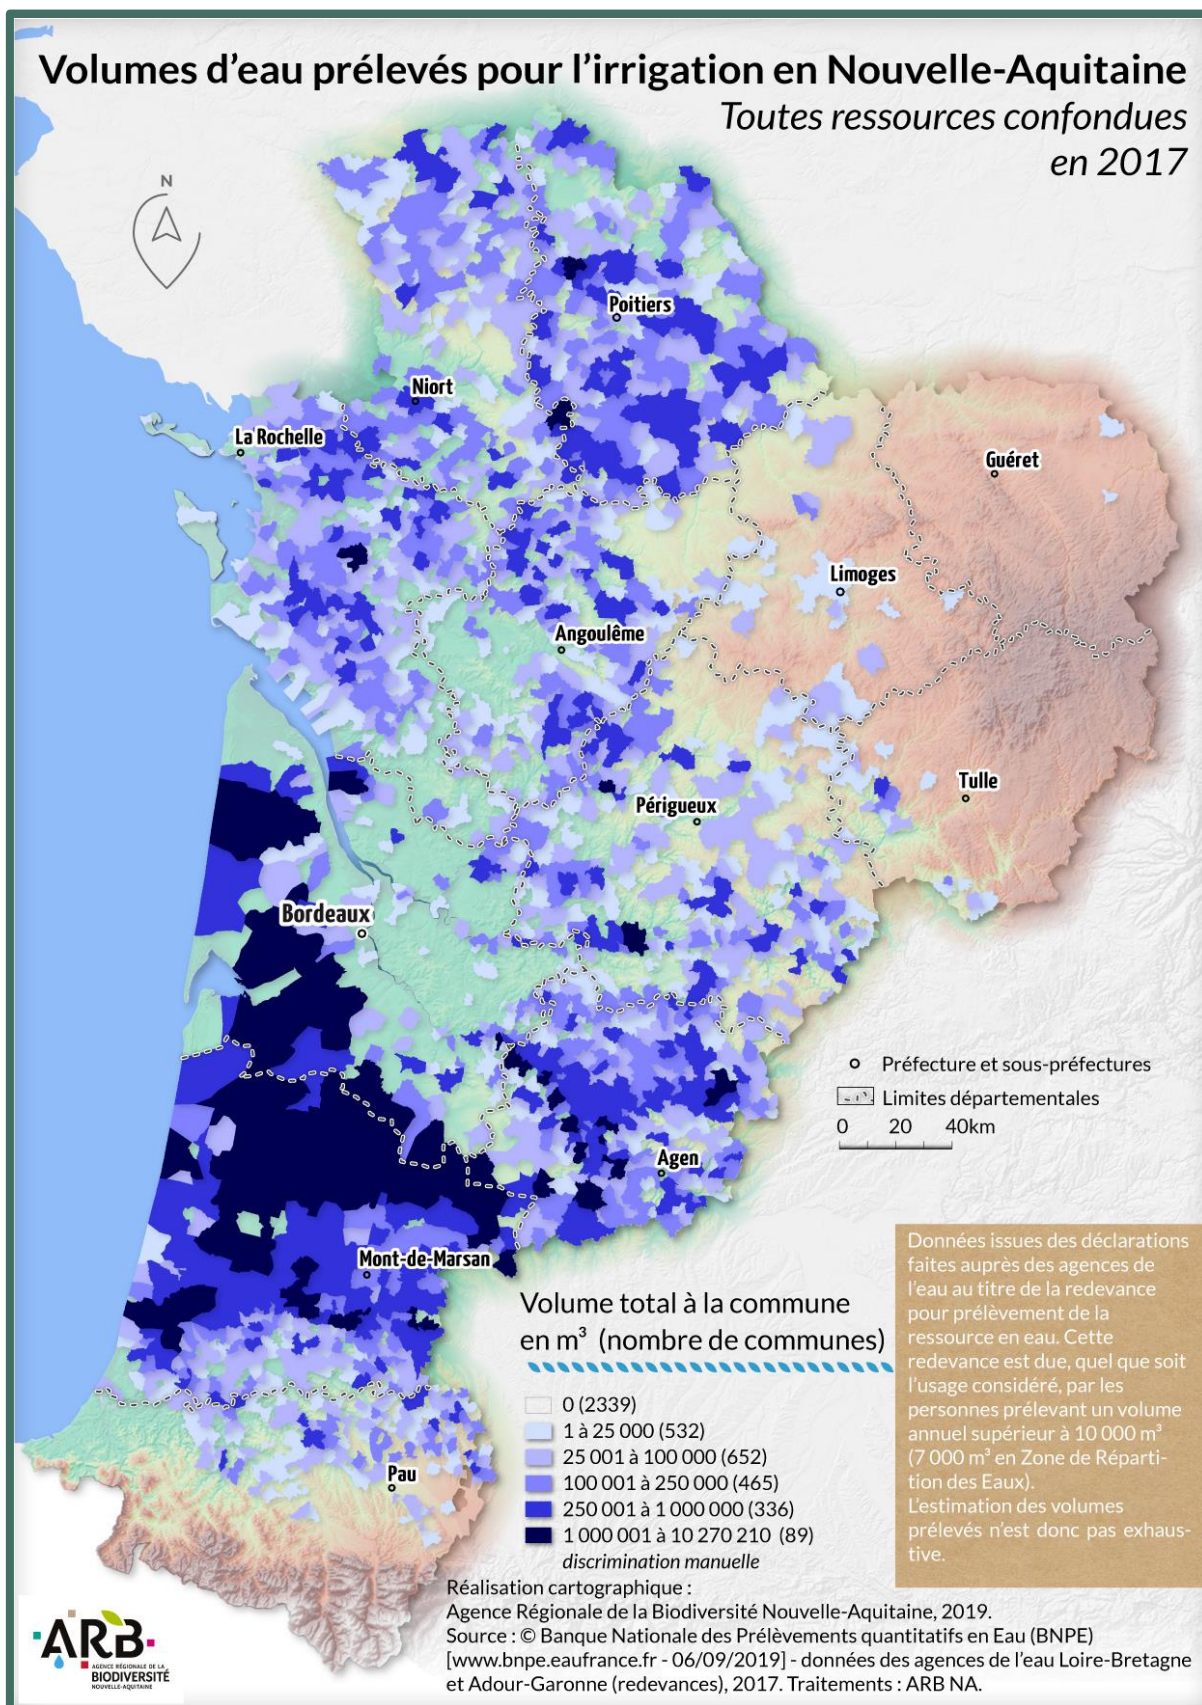 Volumes d'eau prélevés pour l'irrigation en Nouvelle-Aquitaine
Toutes ressources confondues
en 2017
N
Poitiers
Niort
La Rochelle
Guéret
Limoges
Angoulême
Tulle
Périgueux
Bordeaux
Préfecture et sous-préfectures
Limites départementales
0 20 40km
Agen
Mont-de-Marsan
Pau
Volume total à la commune
en m³ (nombre de communes)
0 (2339)
1 à 25 000 (532)
25 001 à 100 000 (652)
100 001 à 250 000 (465)
250 001 à 1 000 000 (336)
1 000 001 à 10 270 210 (89)
discrimination manuelle
Données issues des déclarations
faites auprès des agences de
l'eau au titre de la redevance
pour prélèvement de la
ressource en eau. Cette
redevance est due, quel que soit
l'usage considéré, par les
personnes prélevant un volume
annuel supérieur à 10 000 m³
(7 000 m³ en Zone de Réparti-
tion des Eaux).
L'estimation des volumes
prélevés n'est donc pas exhaus-
tive.
Réalisation cartographique :
Agence Régionale de la Biodiversité Nouvelle-Aquitaine, 2019.
Source : © Banque Nationale des Prélèvements quantitatifs en Eau (BNPE)
[www.bnpe.eaufrance.fr - 06/09/2019] - données des agences de l'eau Loire-Bretagne
et Adour-Garonne (redevances), 2017. Traitements : ARB NA.
ARB
AGENCE RÉGIONALE DE LA
BIODIVERSITÉ
NOUVELLE-AQUITAINE